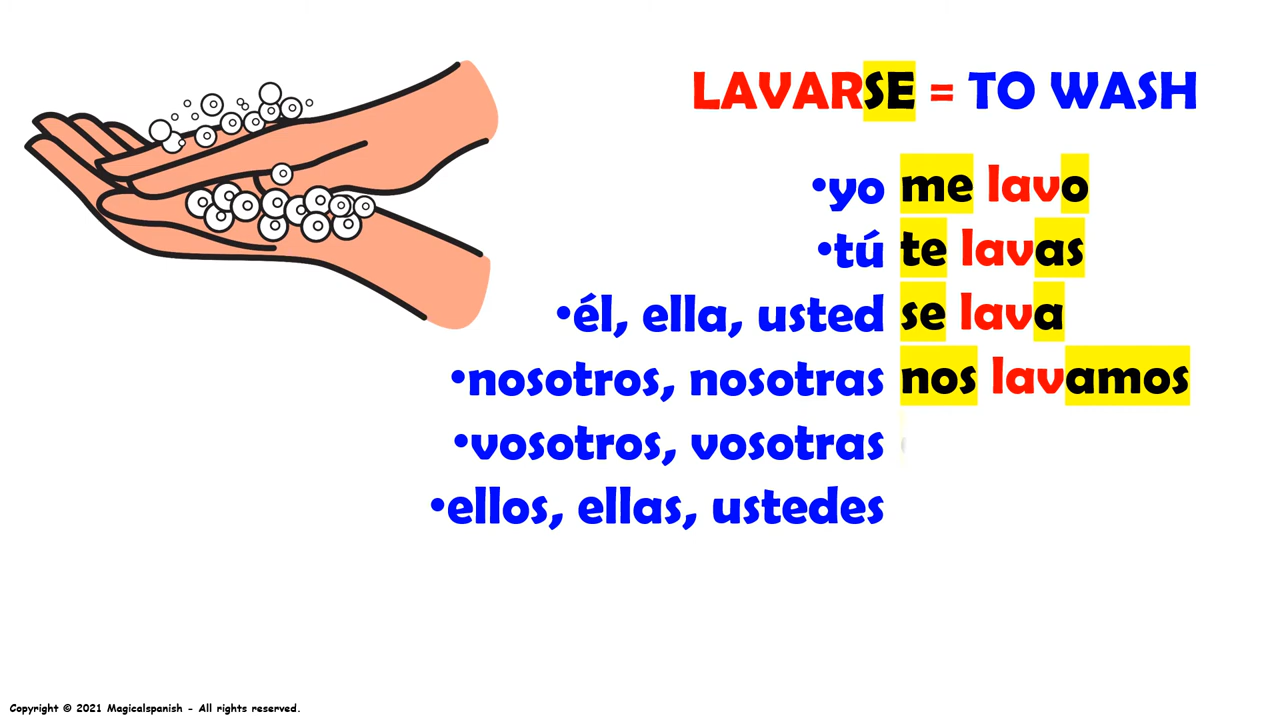 LAVARSE = TO WASH
•yo me lavo
•tú te lavas
•él, ella, usted se lava
•nosotros, nosotras nos lavamos
•vosotros, vosotras
•ellos, ellas, ustedes
Copyright © 2021 Magicalspanish - All rights reserved.